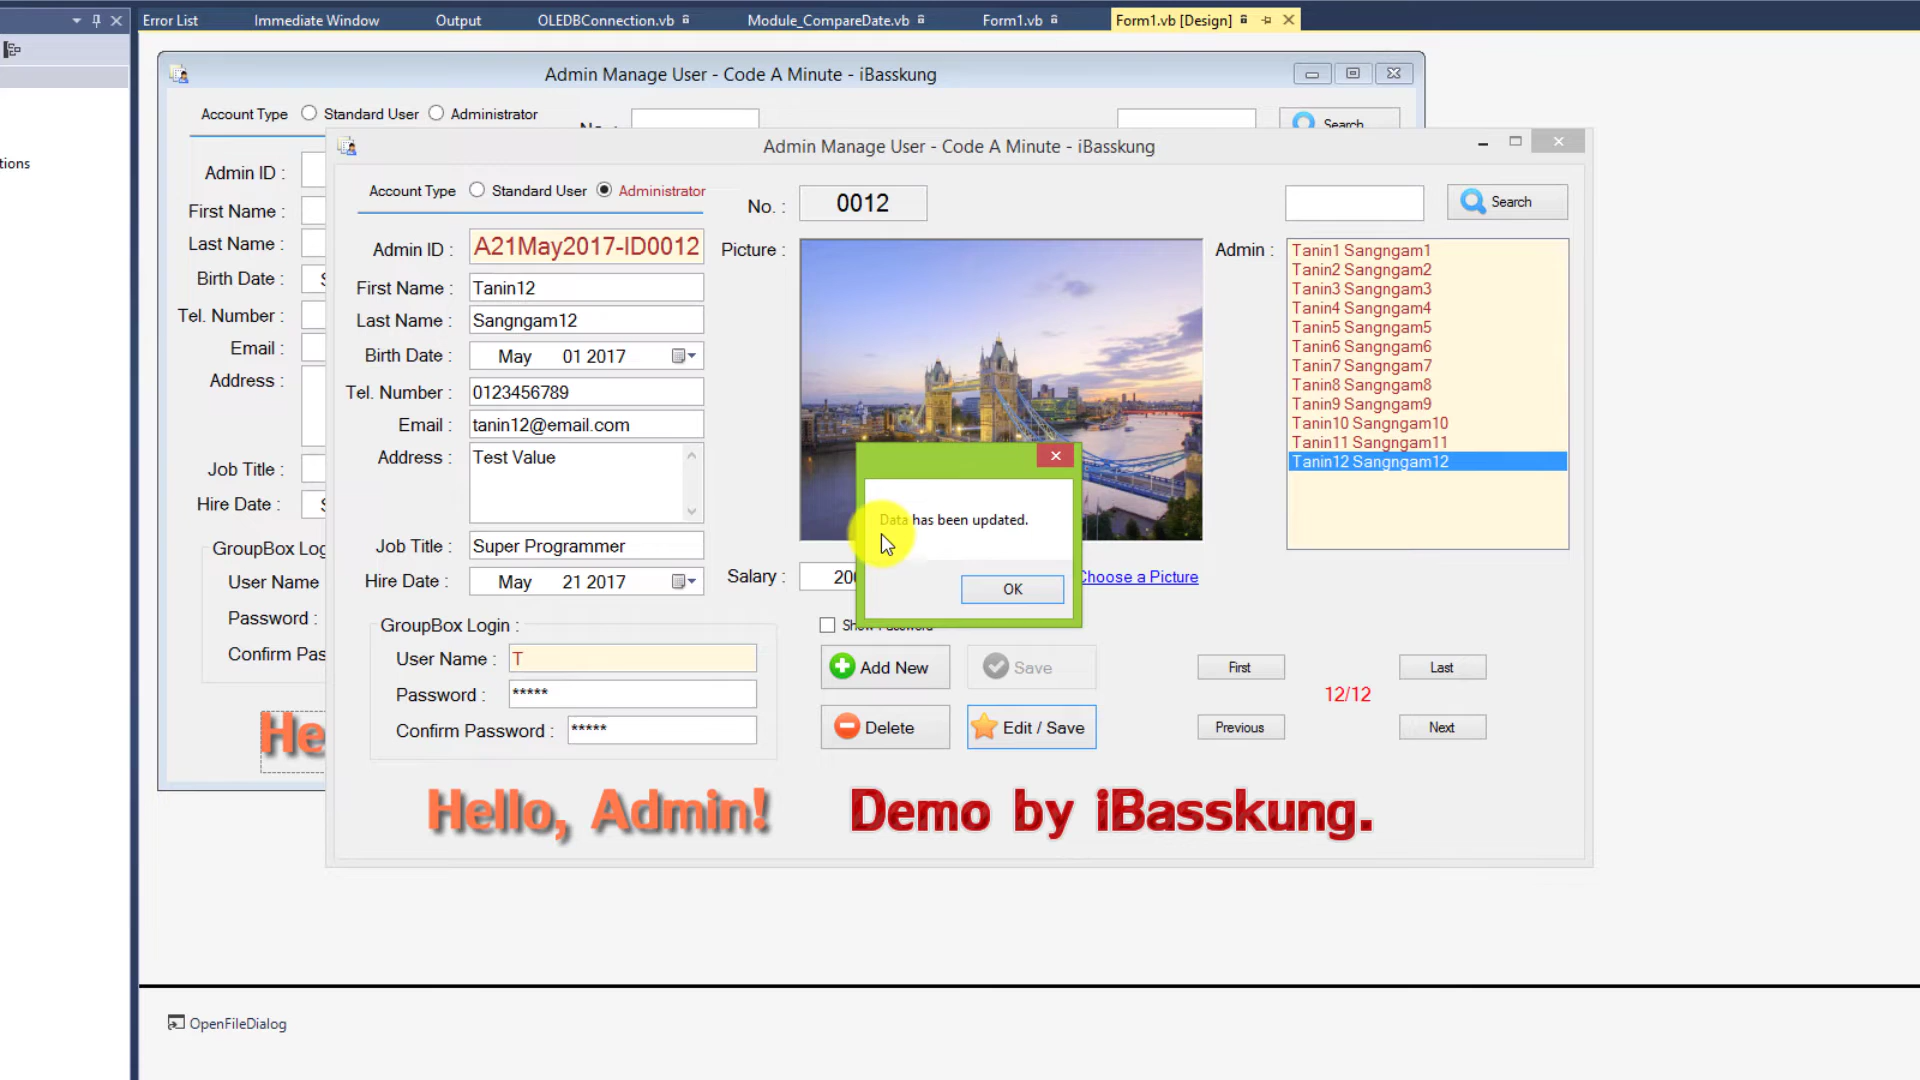 Error List
Immediate Window
Output
OLEDBConnection.vb
Module_CompareDate.vb
Form1.vb
Form1.vb [Design]
Admin Manage User - Code A Minute - iBasskung
Account Type
Standard User
Administrator
Search
tions
Admin ID :
First Name :
Last Name :
Birth Date :
Tel. Number :
Email :
Address :
Job Title :
Hire Date :
User Name
Password :
Admin Manage User - Code A Minute - iBasskung
Account Type
Standard User
Administrator
No. :
0012
Search
Admin ID :
A21May2017-ID0012
Picture :
Admin :
First Name :
Tanin12
Last Name :
Sangngam12
Birth Date :
May 01 2017
Tel. Number :
0123456789
Email :
tanin12@email.com
Address :
Test Value
Job Title :
Super Programmer
Hire Date :
May 21 2017
Salary :
Choose a Picture
Tanin1 Sangngam1
Tanin2 Sangngam2
Tanin3 Sangngam3
Tanin4 Sangngam4
Tanin5 Sangngam5
Tanin6 Sangngam6
Tanin7 Sangngam7
Tanin8 Sangngam8
Tanin9 Sangngam9
Tanin10 Sangngam10
Tanin11 Sangngam11
Tanin12 Sangngam12
Data has been updated.
OK
GroupBox Login :
User Name :
T
Password :
*****
Confirm Password :
*****
Add New
Save
Delete
Edit / Save
First
Last
12/12
Previous
Next
Hello, Admin!
Demo by iBasskung.
OpenFileDialog